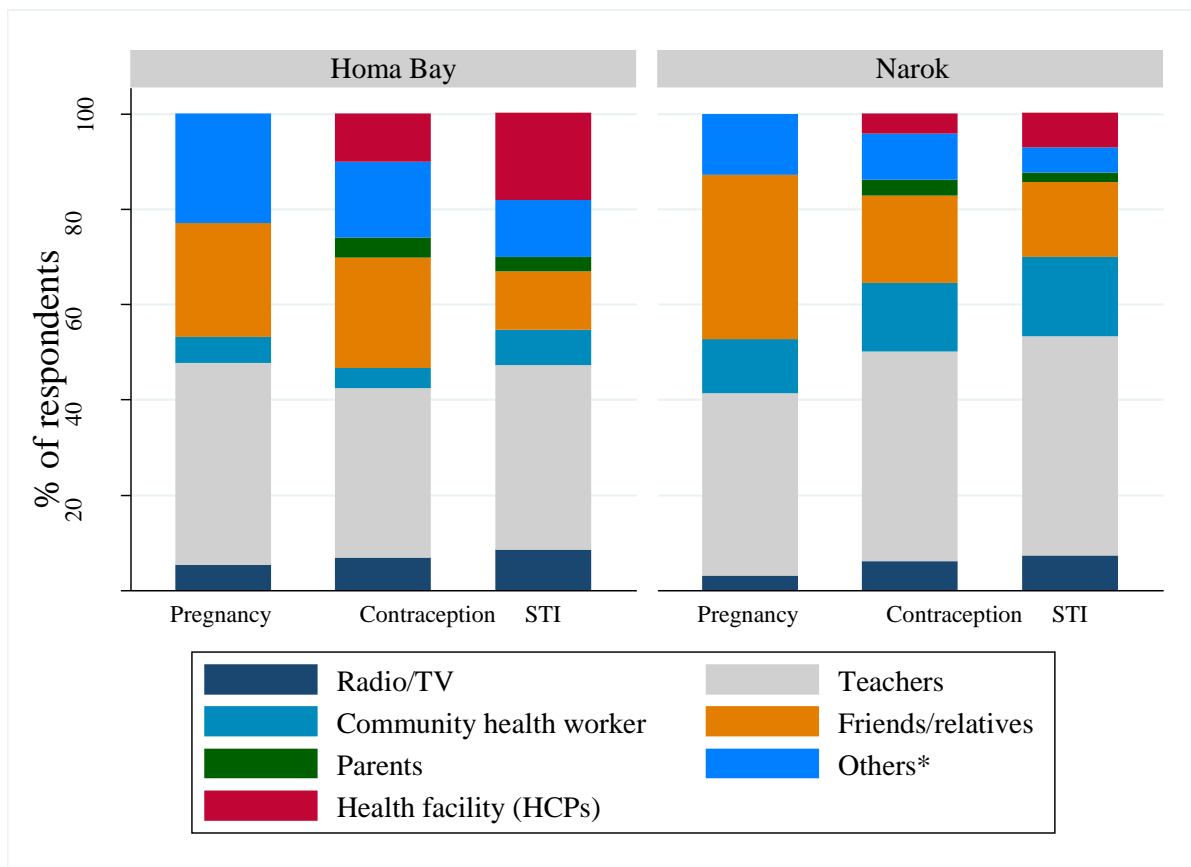 Homa Bay
Narok
% of respondents
100
80
60
40
20
Pregnancy Contraception STI
Pregnancy Contraception STI
Radio/TV
Teachers
Community health worker
Friends/relatives
Parents
Others*
Health facility (HCPs)